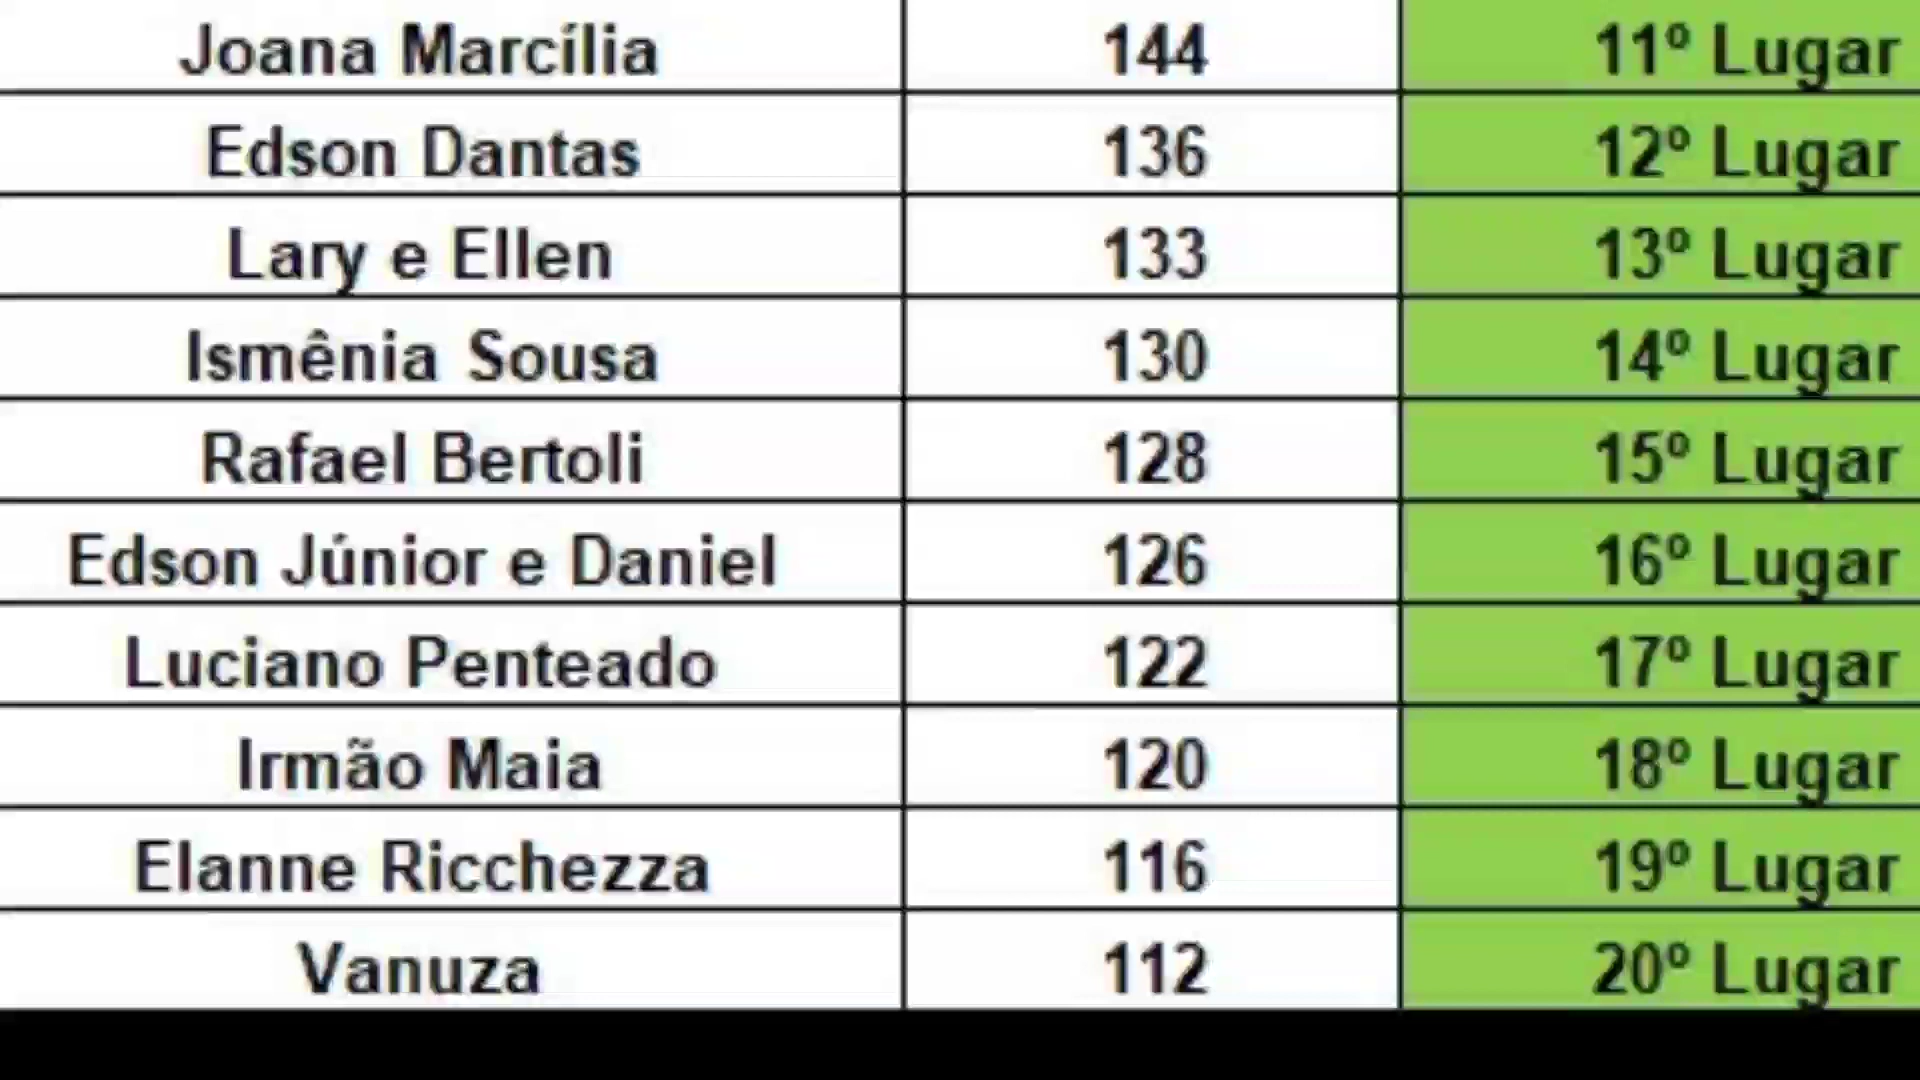 Joana Marcília 144 11º Lugar
Edson Dantas 136 12º Lugar
Lary e Ellen 133 13º Lugar
Ismênia Sousa 130 14º Lugar
Rafael Bertoli 128 15º Lugar
Edson Júnior e Daniel 126 16º Lugar
Luciano Penteado 122 17º Lugar
Irmão Maia 120 18º Lugar
Elanne Ricchezza 116 19º Lugar
Vanuza 112 20º Lugar